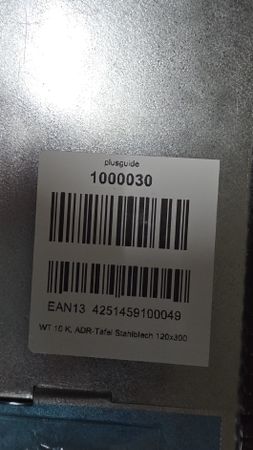 plusguide
1000030
EAN13 4251459100049
WT 10 K, ADR-Tafel Stahlblech 120x300